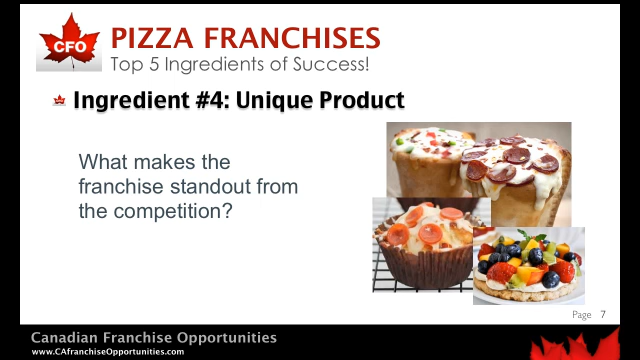 CFO
PIZZA FRANCHISES
Top 5 Ingredients of Success!
Ingredient #4: Unique Product
What makes the
franchise standout from
the competition?
Page 7
Canadian Franchise Opportunities
www.CAfranchiseOpportunities.com